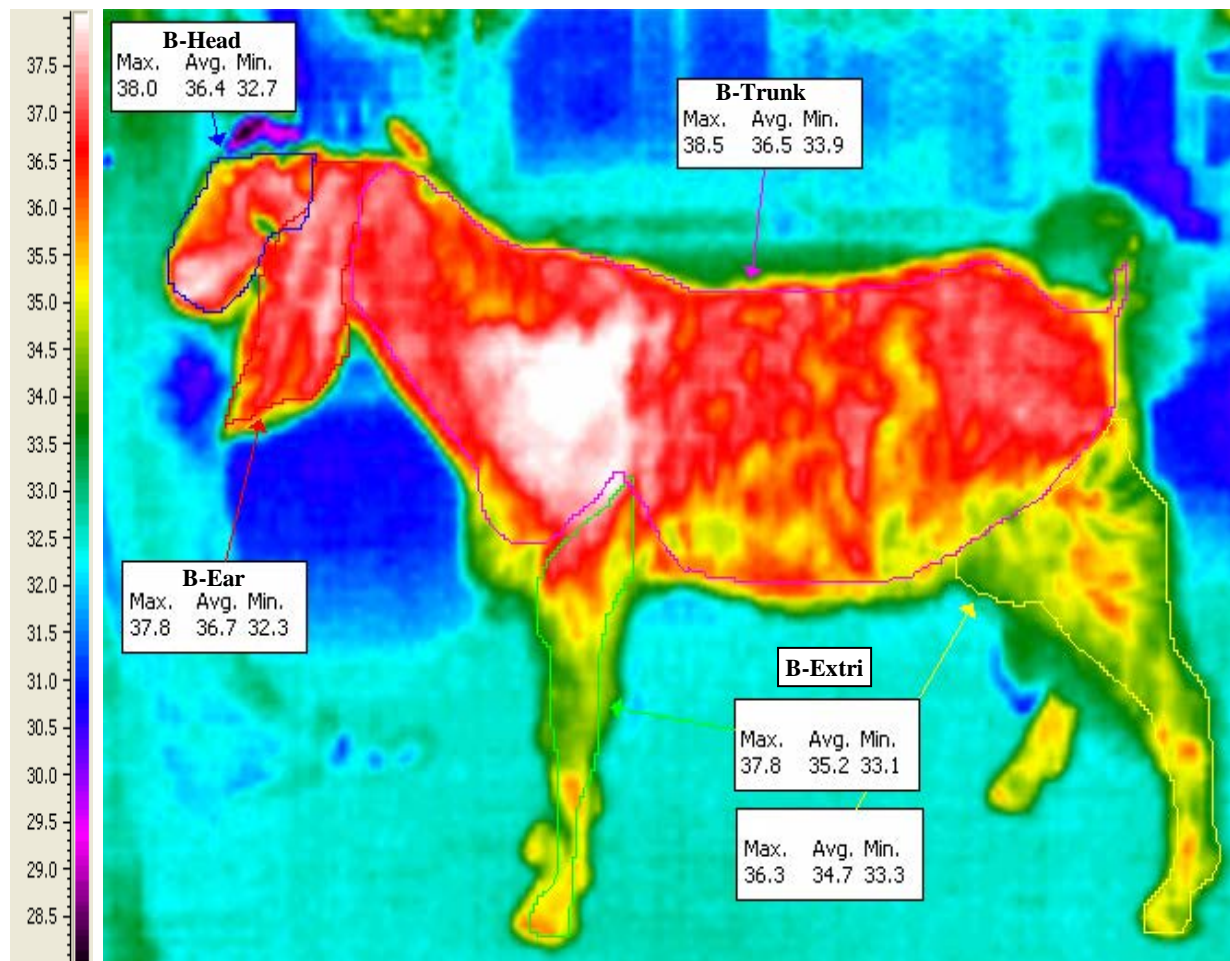 37.5
37.0
36.5
36.0
35.5
35.0
34.5
34.0
33.5
33.0
32.5
32.0
31.5
31.0
30.5
30.0
29.5
29.0
28.5
B-Head
Max. Avg. Min.
38.0 36.4 32.7
B-Trunk
Max. Avg. Min.
38.5 36.5 33.9
B-Ear
Max. Avg. Min.
37.8 36.7 32.3
B-Extri
Max. Avg. Min.
37.8 35.2 33.1
Max. Avg. Min.
36.3 34.7 33.3